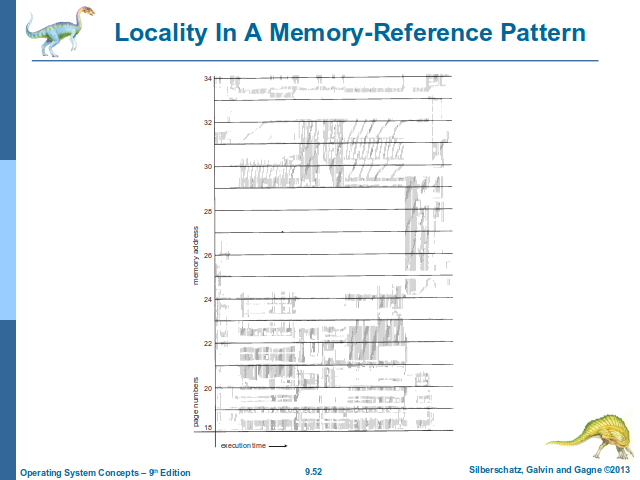 Locality In A Memory-Reference Pattern
34
32
30
28
26
24
22
20
18
memory address
page numbers
execution time
Operating System Concepts – 9th Edition
9.52
Silberschatz, Galvin and Gagne ©2013